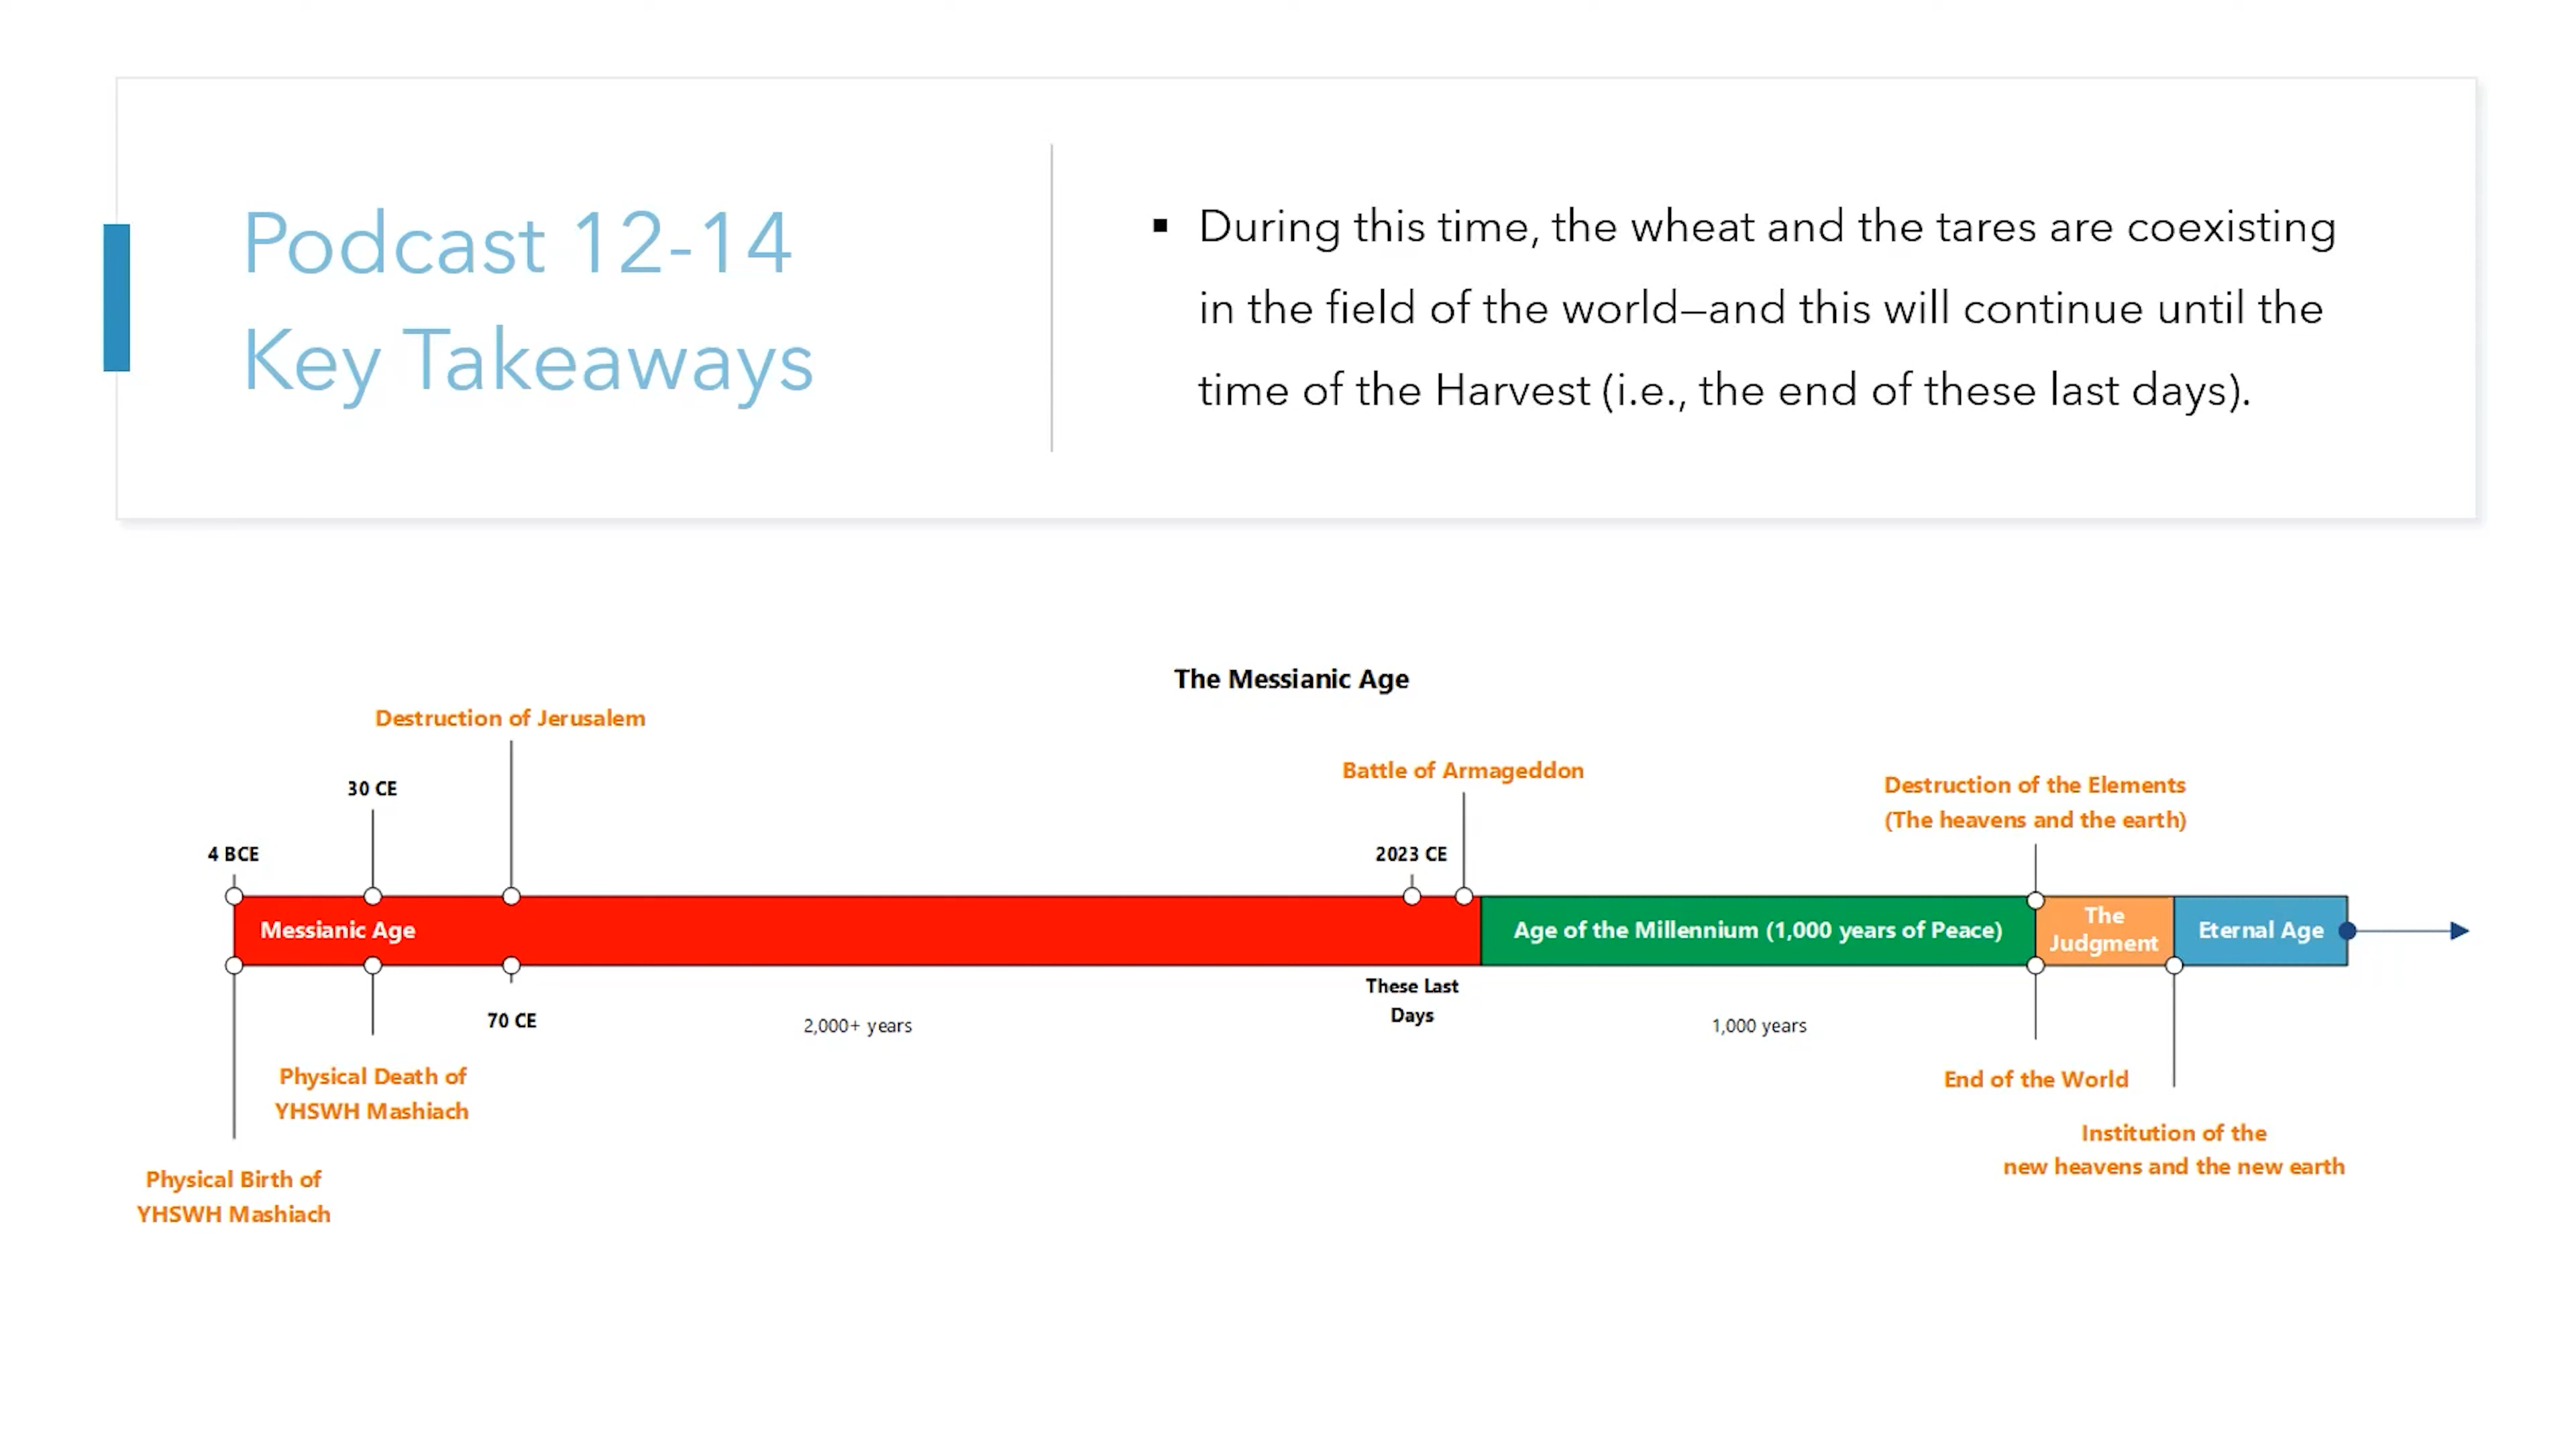 Podcast 12-14
Key Takeaways
▪ During this time, the wheat and the tares are coexisting
in the field of the world—and this will continue until the
time of the Harvest (i.e., the end of these last days).
The Messianic Age
Destruction of Jerusalem
Battle of Armageddon
Destruction of the Elements
(The heavens and the earth)
30 CE
4 BCE
2023 CE
Messianic Age
Age of the Millennium (1,000 years of Peace)
The
Judgment
Eternal Age
These Last
Days
70 CE
2,000+ years
1,000 years
Physical Death of
YHSWH Mashiach
End of the World
Institution of the
new heavens and the new earth
Physical Birth of
YHSWH Mashiach